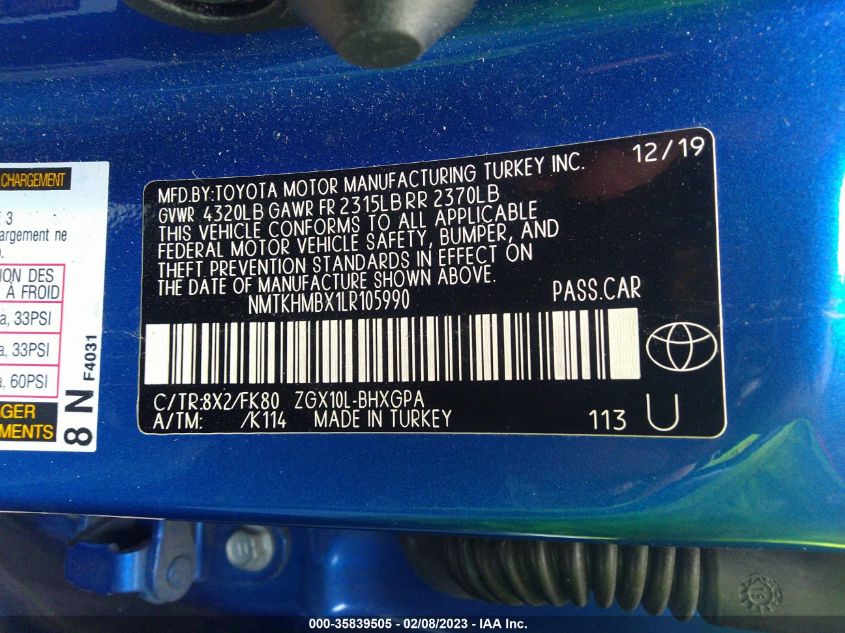 CHARGEMENT
3
argement ne
ION DES
À FROID
a, 33PSI
a, 33PSI
a, 60PSI
GER
EMENTS
8 N F4031
12/19
MFD.BY:TOYOTA MOTOR MANUFACTURING TURKEY INC.
GVWR 4320LB GAWR FR 2315LB RR 2370LB
THIS VEHICLE CONFORMS TO ALL APPLICABLE
FEDERAL MOTOR VEHICLE SAFETY, BUMPER, AND
THEFT PREVENTION STANDARDS IN EFFECT ON
THE DATE OF MANUFACTURE SHOWN ABOVE.
NMTKHMBX1LR105990 PASS.CAR
C/TR:8X2/FK80 ZGX10L-BHXGPA
A/TM: /K114 MADE IN TURKEY 113 U
000-35839505 - 02/08/2023 - IAA Inc.